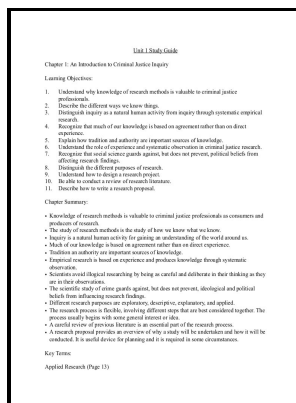 Unit 1 Study Guide
Chapter 1: An Introduction to Criminal Justice Inquiry
Learning Objectives:
1. Understand why knowledge of research methods is valuable to criminal justice
professionals.
2. Describe the different ways we know things.
3. Distinguish inquiry as a natural human activity from inquiry through systematic empirical
research.
4. Recognize that much of our knowledge is based on agreement rather than on direct
experience.
5. Explain how tradition and authority are important sources of knowledge.
6. Understand the role of experience and systematic observation in criminal justice research.
7. Recognize that social science guards against, but does not prevent, political beliefs from
affecting research findings.
8. Distinguish the different purposes of research.
9. Understand how to design a research project.
10. Be able to conduct a review of research literature.
11. Describe how to write a research proposal.
Chapter Summary:
• Knowledge of research methods is valuable to criminal justice professionals as consumers and
producers of research.
• The study of research methods is the study of how we know what we know.
• Inquiry is a natural human activity for gaining an understanding of the world around us.
• Much of our knowledge is based on agreement rather than on direct experience.
• Tradition an authority are important sources of knowledge.
• Empirical research is based on experience and produces knowledge through systematic
observation.
• Scientists avoid illogical researching by being as careful and deliberate in their thinking as they
are in their observations.
• The scientific study of crime guards against, but does not prevent, ideological and political
beliefs from influencing research findings.
• Different research purposes are exploratory, descriptive, explanatory, and applied.
• The research process is flexible, involving different steps that are best considered together. The
process usually begins with some general interest or idea.
• A careful review of previous literature is an essential part of the research process.
• A research proposal provides an overview of why a study will be undertaken and how it will be
conducted. It is useful device for planning and it is required in some circumstances.
Key Terms:
Applied Research (Page 13)